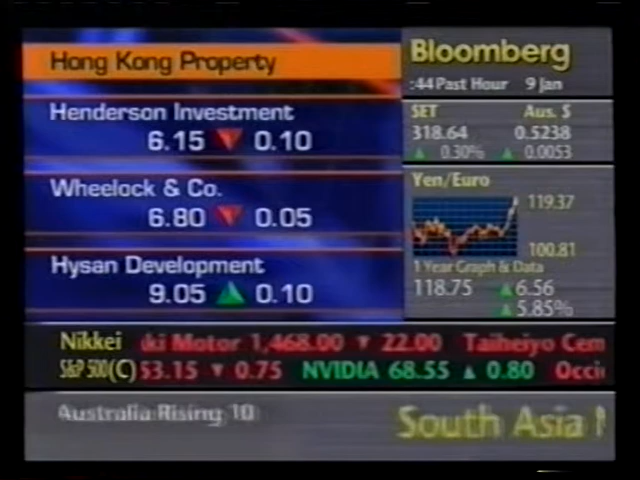 Hong Kong Property
Henderson Investment
6.15 ▼ 0.10
Wheelock & Co.
6.80 ▼ 0.05
Hysan Development
9.05 ▲ 0.10
Bloomberg
:44 Past Hour 9 Jan
SET Aus. $
318.64 0.5238
▲ 0.30% ▲ 0.0053
Yen/Euro
119.37
100.81
1 Year Graph & Data
118.75 ▲ 6.56
▲ 5.85%
Nikkei ki Motor 1,468.00 ▼ 22.00 Taiheiyo Cem
S&P 500(C) 53.15 ▼ 0.75 NVIDIA 68.55 ▲ 0.80 Occi
Australia Rising 10
South Asia